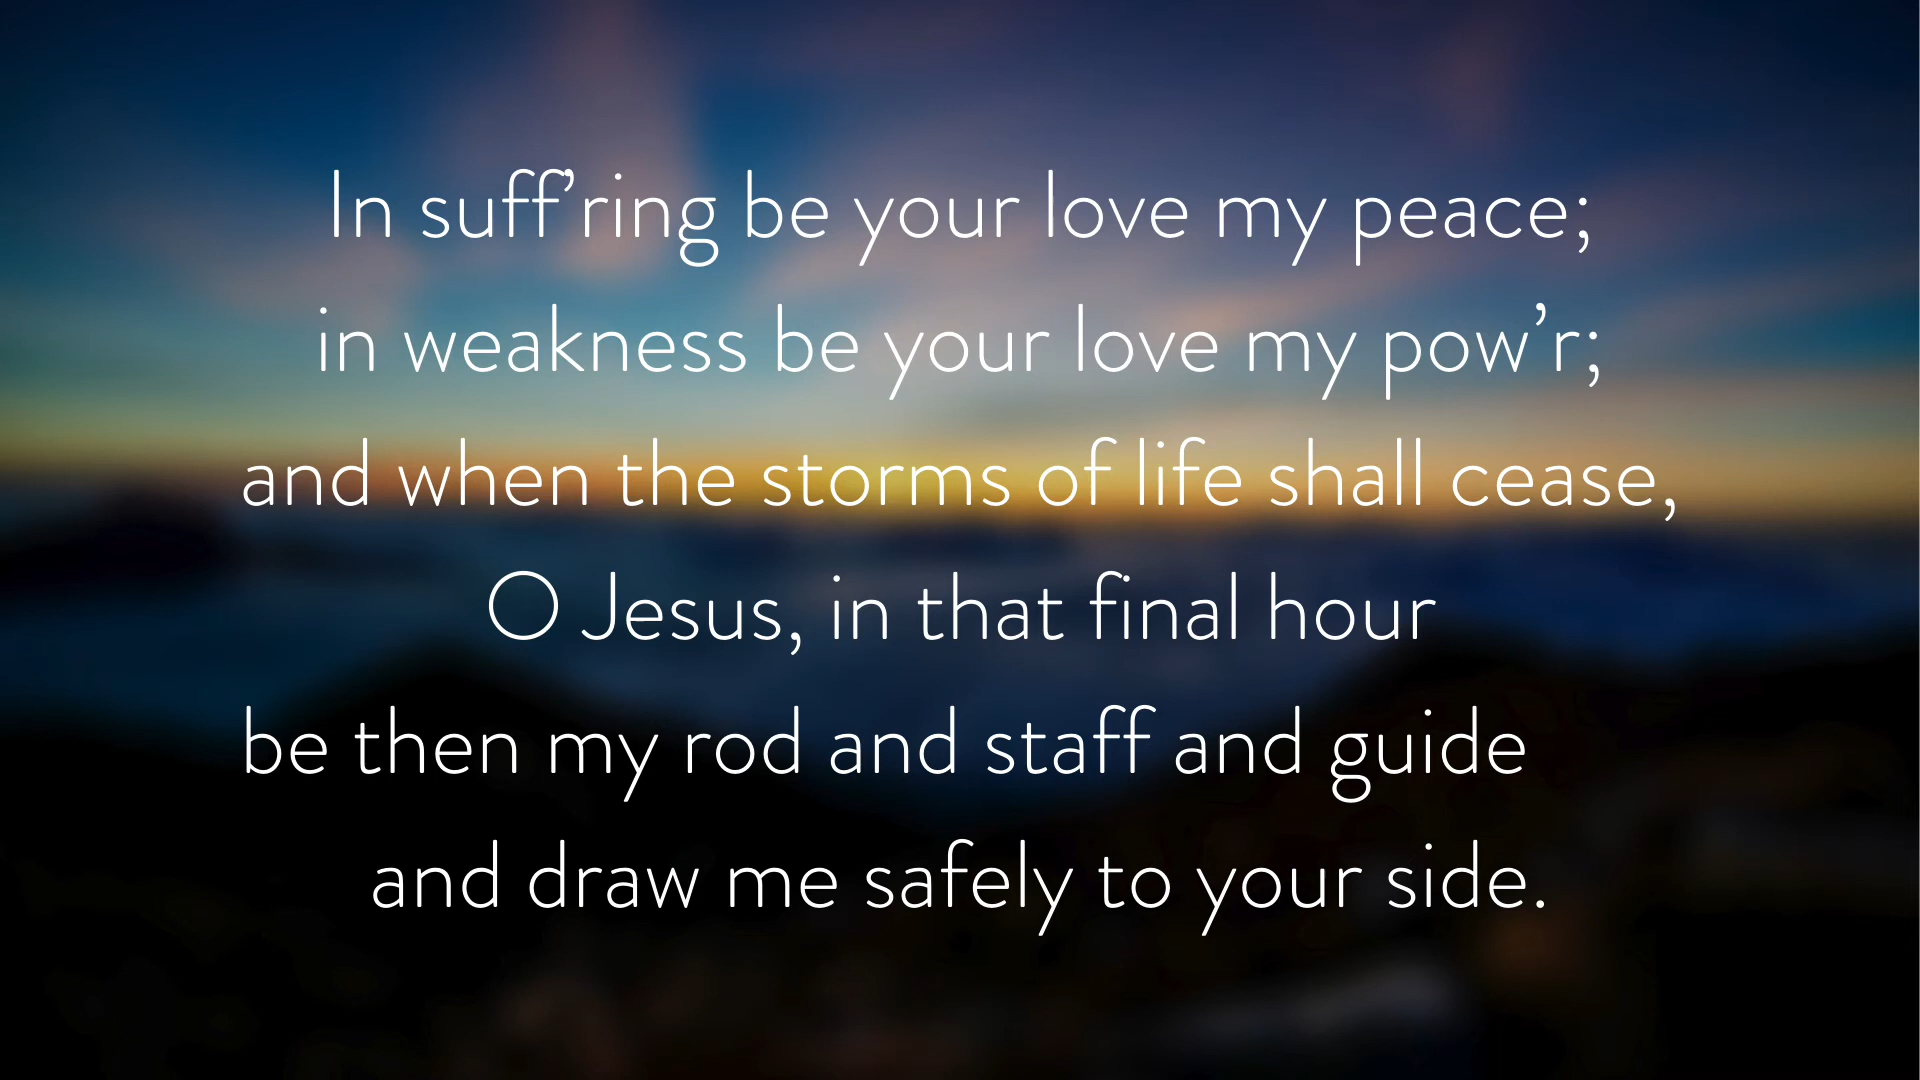 In suff’ring be your love my peace;
in weakness be your love my pow’r;
and when the storms of life shall cease,
O Jesus, in that final hour
be then my rod and staff and guide
and draw me safely to your side.